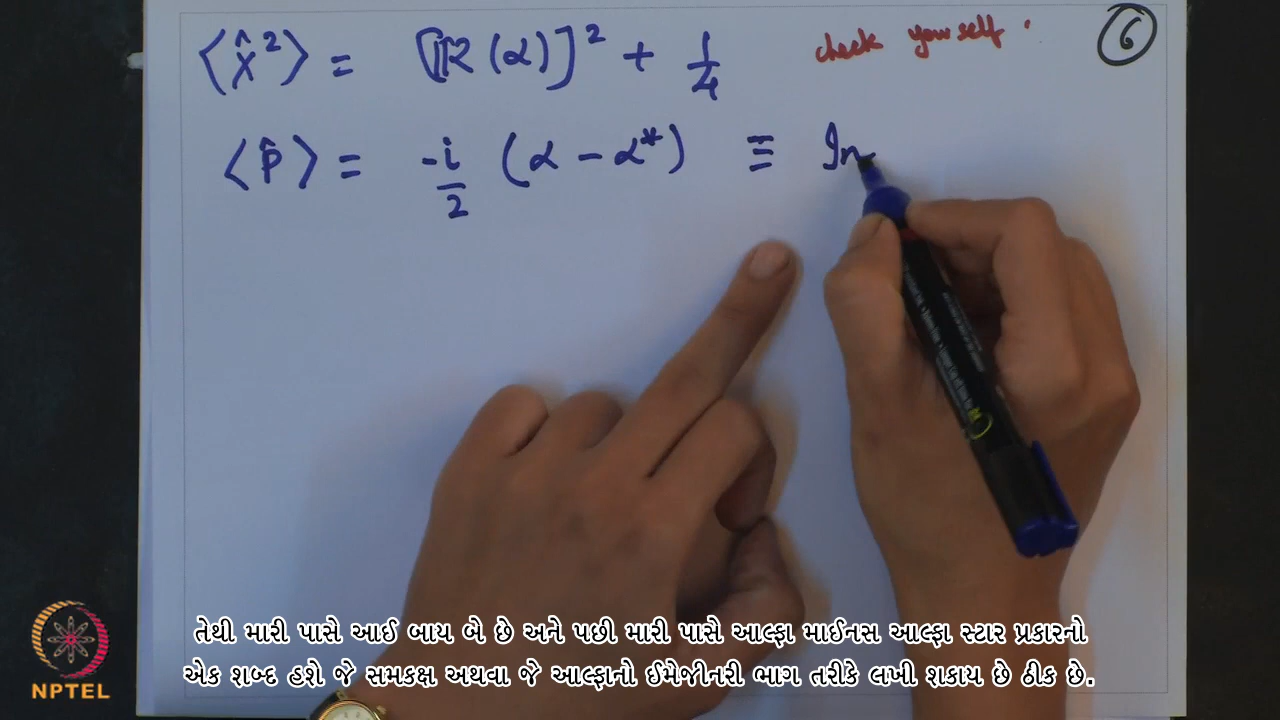 ⟨X̂²⟩ = [ℝ(α)]² + 1/4 check yourself. 6
⟨P̂⟩ = -i/2 (α - α*) ≡ Im
તેથી મારી પાસે આઈ બાય બે છે અને પછી મારી પાસે આલ્ફા માઈનસ આલ્ફા સ્ટાર પ્રકારનો
એક શબ્દ હશે જે સમકક્ષ અથવા જે આલ્ફાનો ઈમેજીનરી ભાગ તરીકે લખી શકાય છે ઠીક છે.
NPTEL